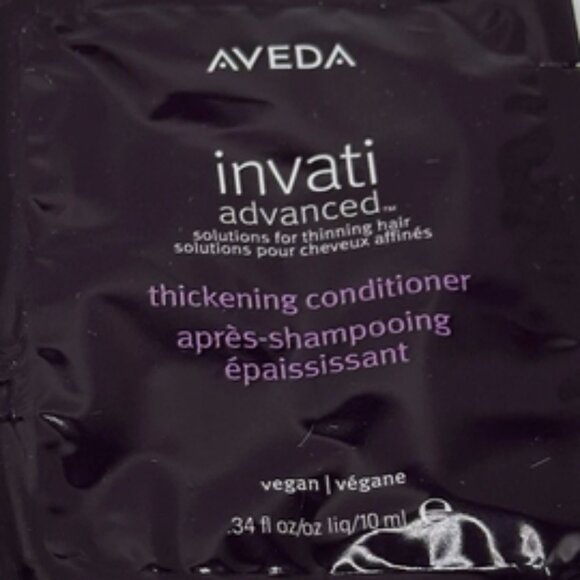 AVEDA
invati
advanced™
solutions for thinning hair
solutions pour cheveux affinés
thickening conditioner
après-shampooing
épaississant
vegan | végane
.34 fl oz/oz liq/10 ml